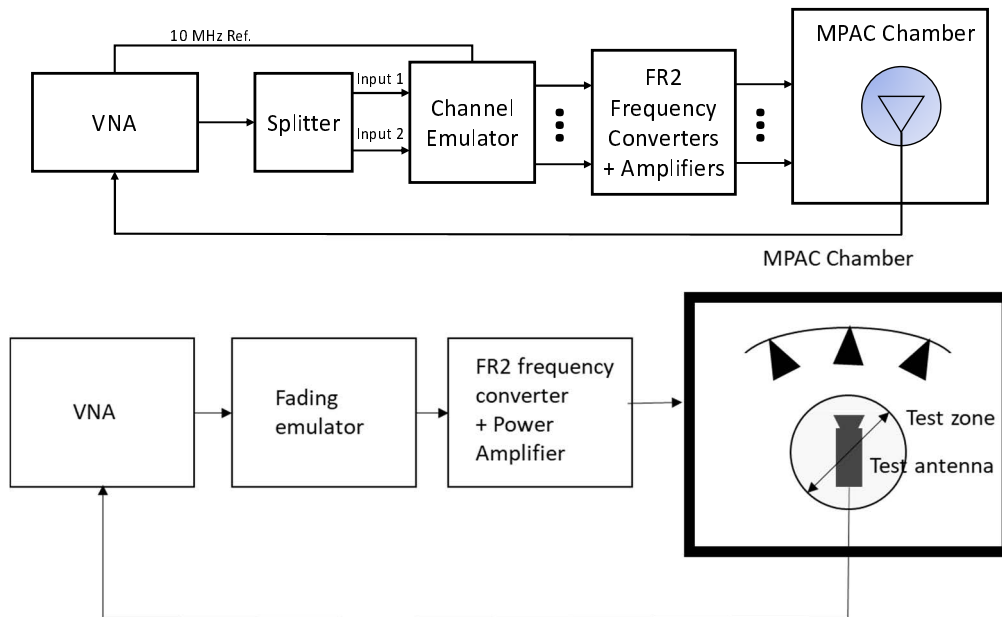 10 MHz Ref.
MPAC Chamber
VNA
Splitter
Input 1
Input 2
Channel
Emulator
FR2
Frequency
Converters
+ Amplifiers
MPAC Chamber
VNA
Fading
emulator
FR2 frequency
converter
+ Power
Amplifier
Test zone
Test antenna